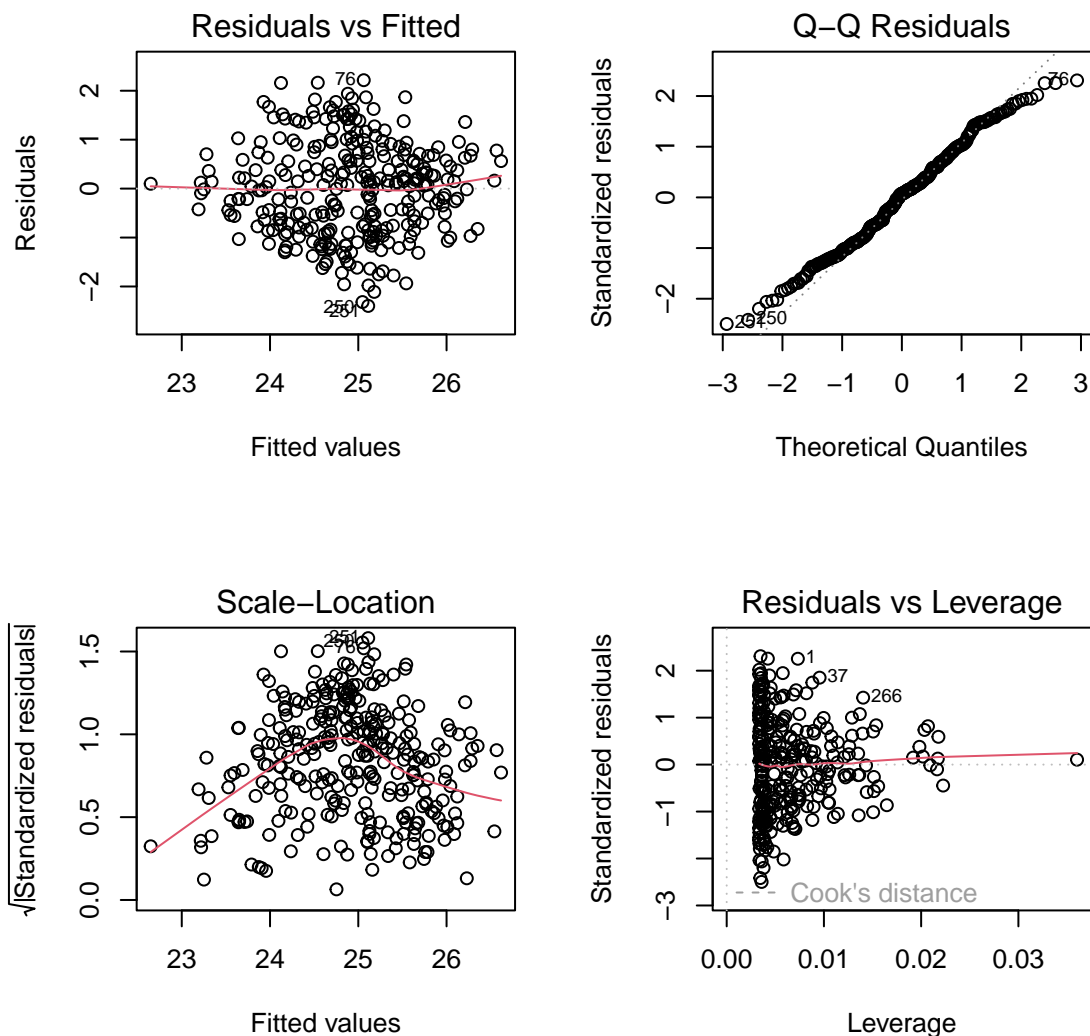 Residuals vs Fitted
Residuals
−2 0 1 2
76
250
251
23 24 25 26
Fitted values
Q−Q Residuals
Standardized residuals
−2 0 2
76
250
251
−3 −2 −1 0 1 2 3
Theoretical Quantiles
Scale−Location
√|Standardized residuals|
0.0 0.5 1.0 1.5
251
250
76
23 24 25 26
Fitted values
Residuals vs Leverage
Standardized residuals
−3 −1 0 1 2
1
37
266
Cook's distance
0.00 0.01 0.02 0.03
Leverage